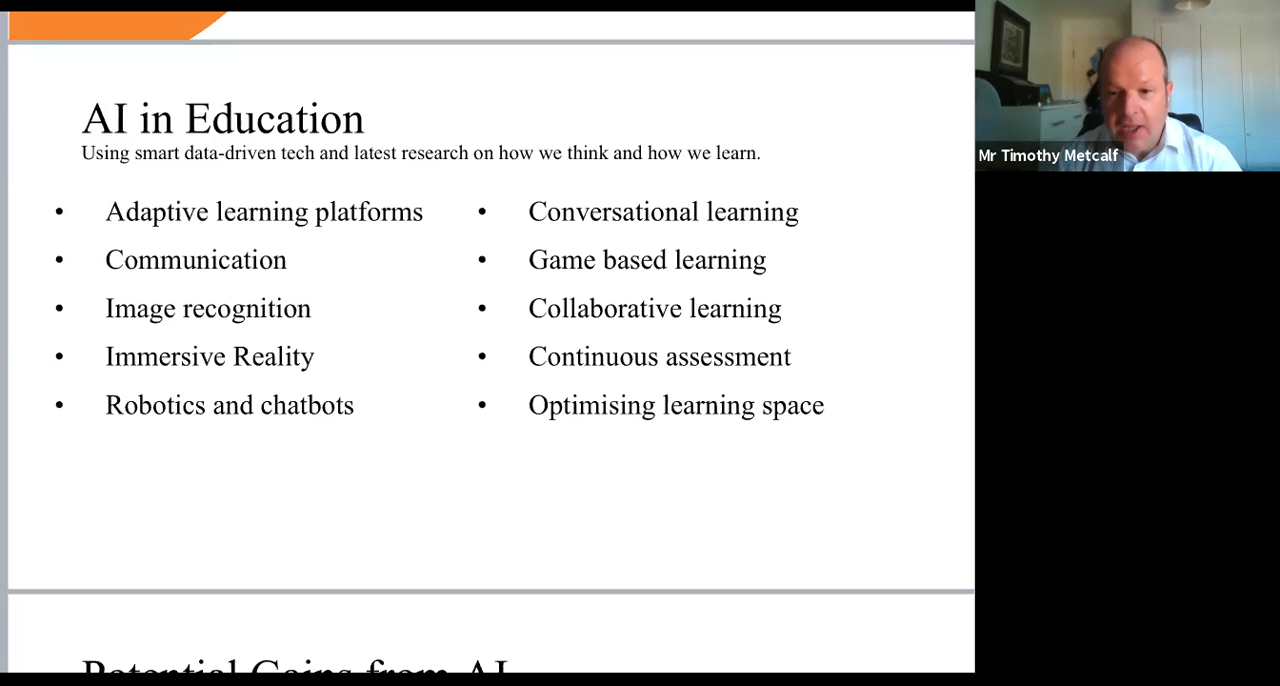 AI in Education
Using smart data-driven tech and latest research on how we think and how we learn.
• Adaptive learning platforms
• Communication
• Image recognition
• Immersive Reality
• Robotics and chatbots
• Conversational learning
• Game based learning
• Collaborative learning
• Continuous assessment
• Optimising learning space
Potential Gains from AI
Mr Timothy Metcalf